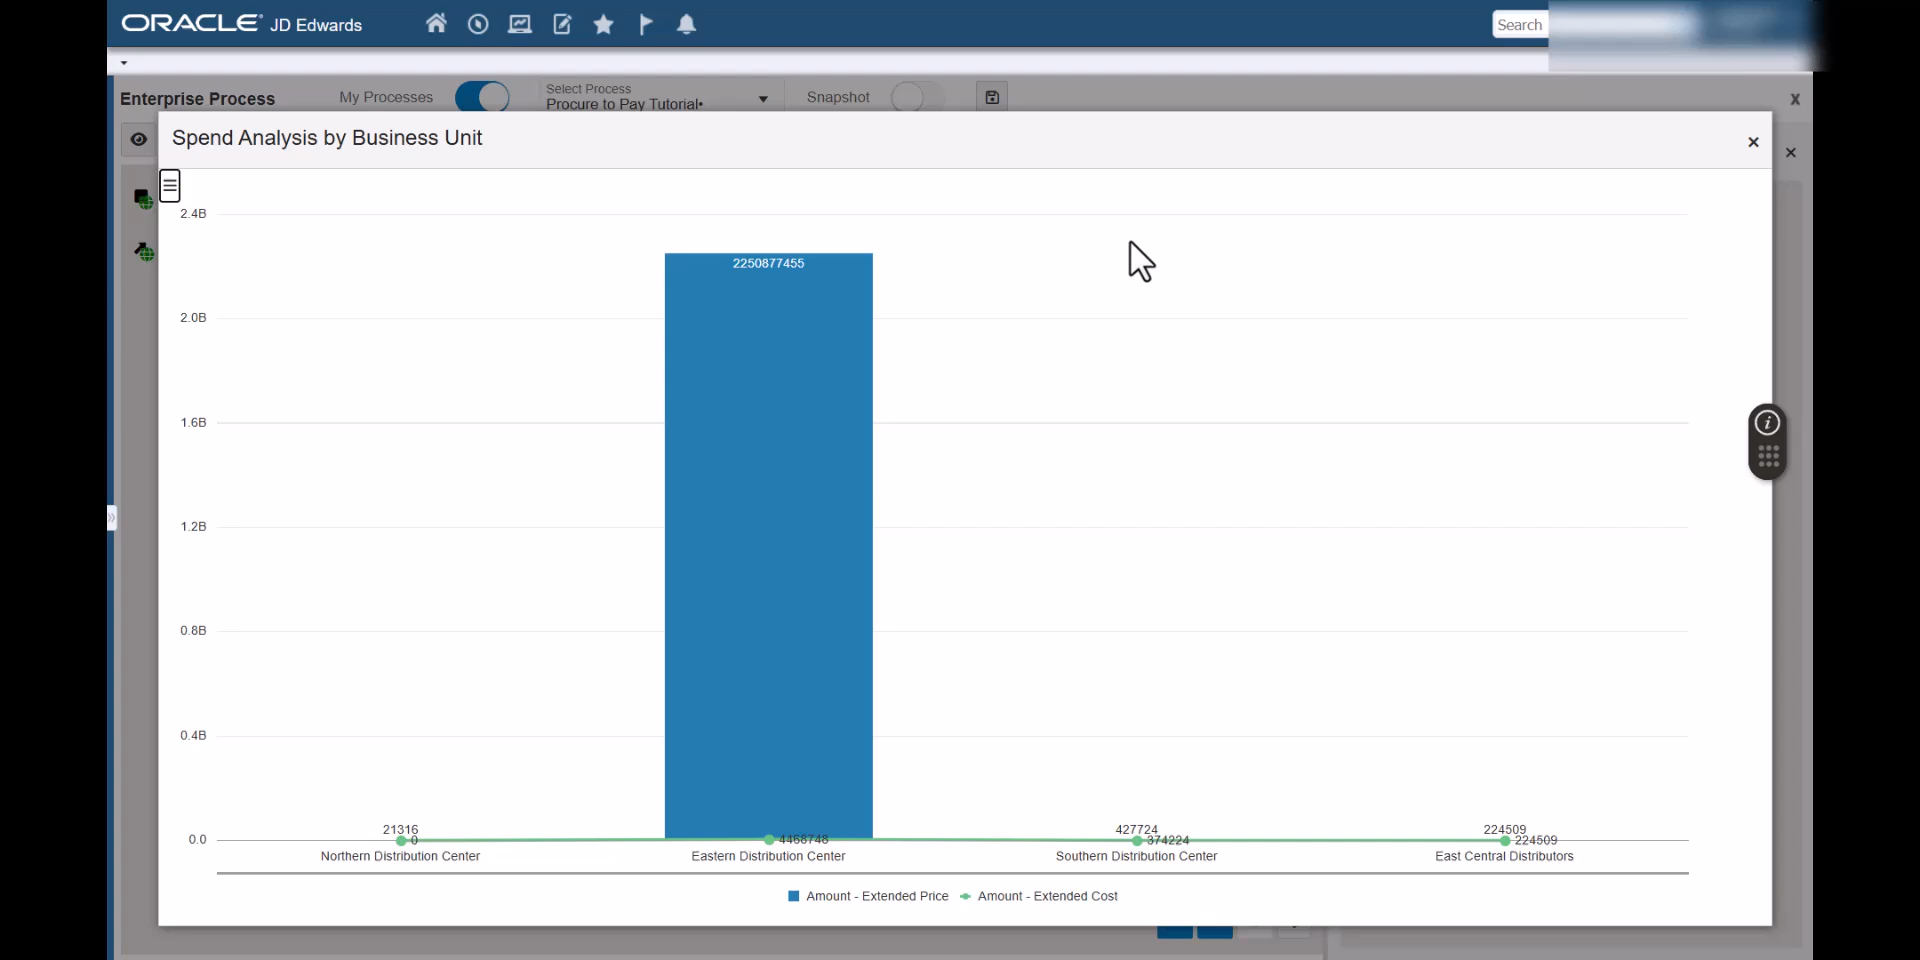 ORACLE JD Edwards
Search
Enterprise Process
My Processes
Select Process
Procure to Pay Tutorial•
Snapshot
X
Spend Analysis by Business Unit
2.4B
2.0B
1.6B
1.2B
0.8B
0.4B
0.0
2250877455
21316
0
4468748
427724
374224
224509
224509
Northern Distribution Center
Eastern Distribution Center
Southern Distribution Center
East Central Distributors
Amount - Extended Price
Amount - Extended Cost